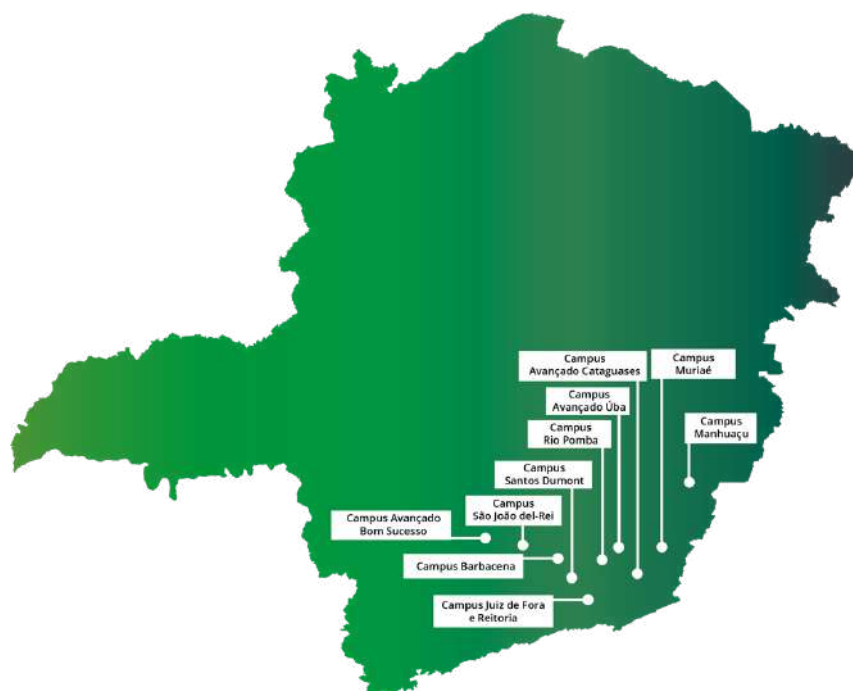 Campus
Avançado Cataguases
Campus
Muriaé
Campus
Avançado Úba
Campus
Manhuaçu
Campus
Rio Pomba
Campus
Santos Dumont
Campus
São João del-Rei
Campus Avançado
Bom Sucesso
Campus Barbacena
Campus Juiz de Fora
e Reitoria